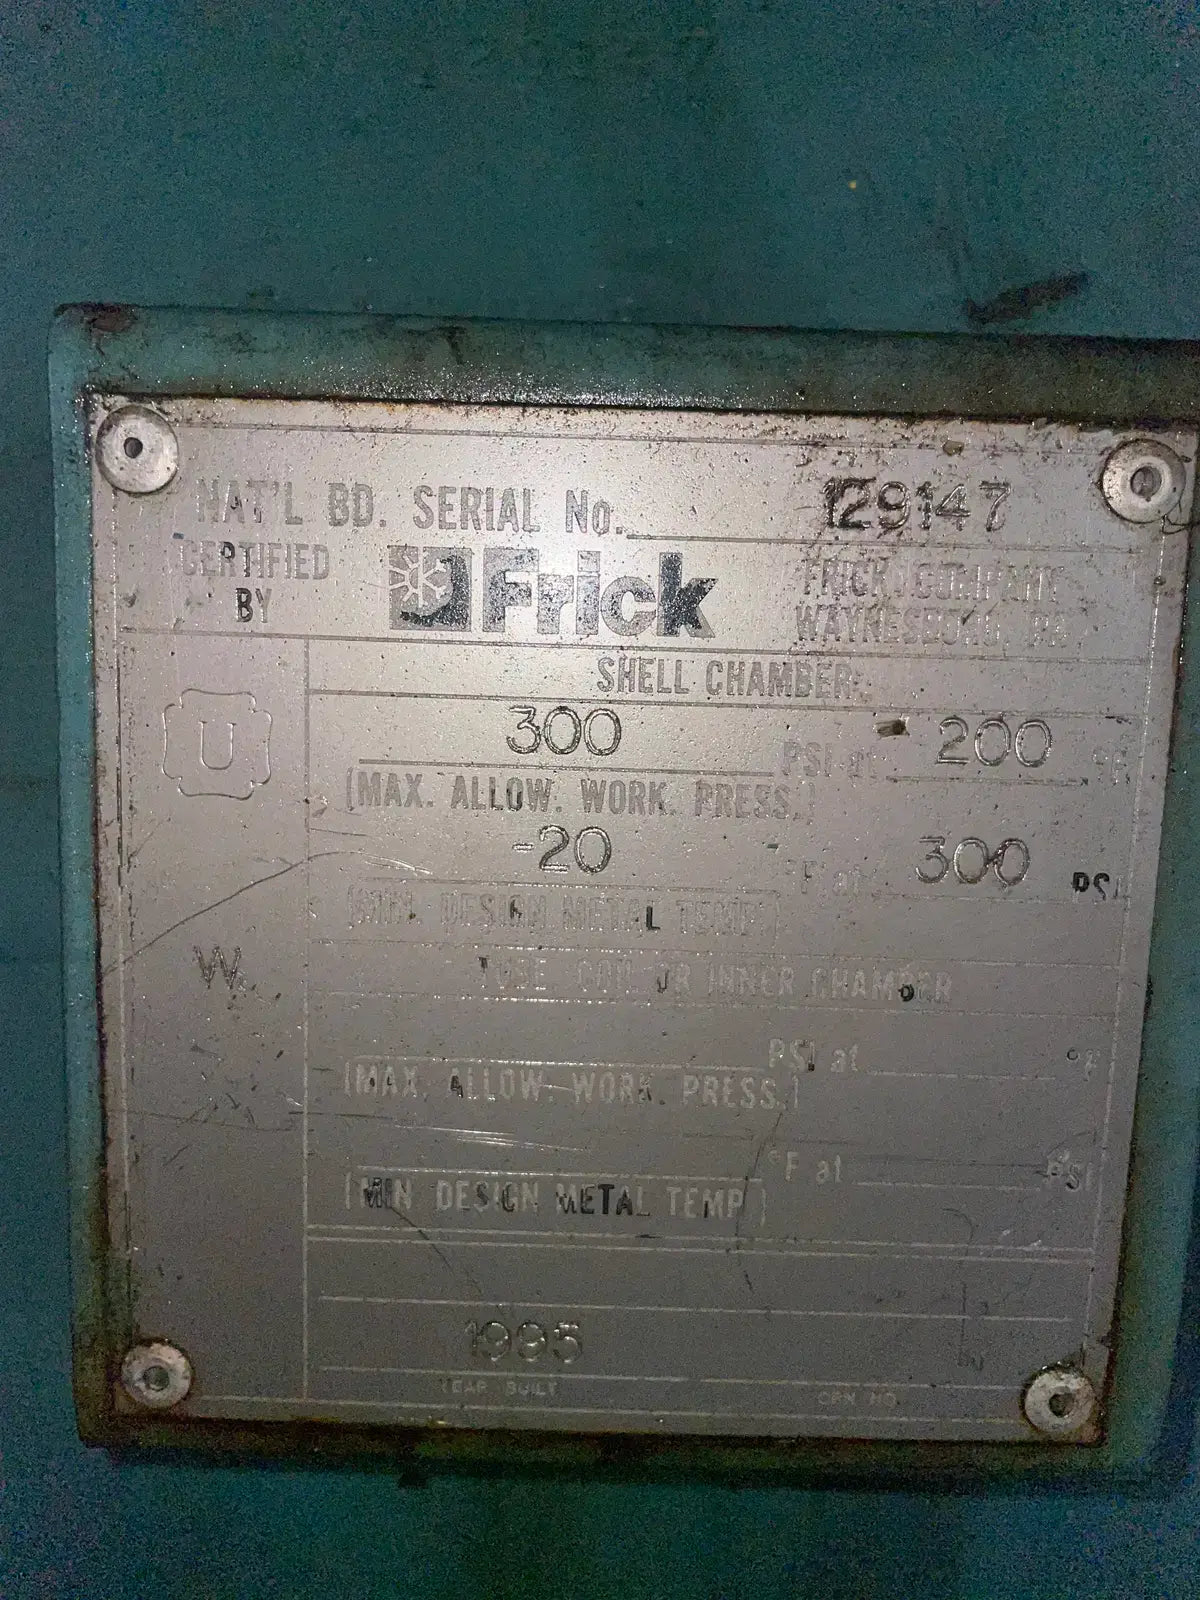 NAT'L BD. SERIAL No. 129147
CERTIFIED BY
Frick
FRICK COMPANY
WAYNESBORO, PA.
SHELL CHAMBER
U
300 PSI at 200 °F
(MAX. ALLOW. WORK. PRESS.)
-20 °F at 300 PSI
(MIN. DESIGN METAL TEMP.)
W
TUBE COIL OR INNER CHAMBER
PSI at °F
(MAX. ALLOW. WORK. PRESS.)
°F at PSI
(MIN DESIGN METAL TEMP)
1995
YEAR BUILT CRN NO.